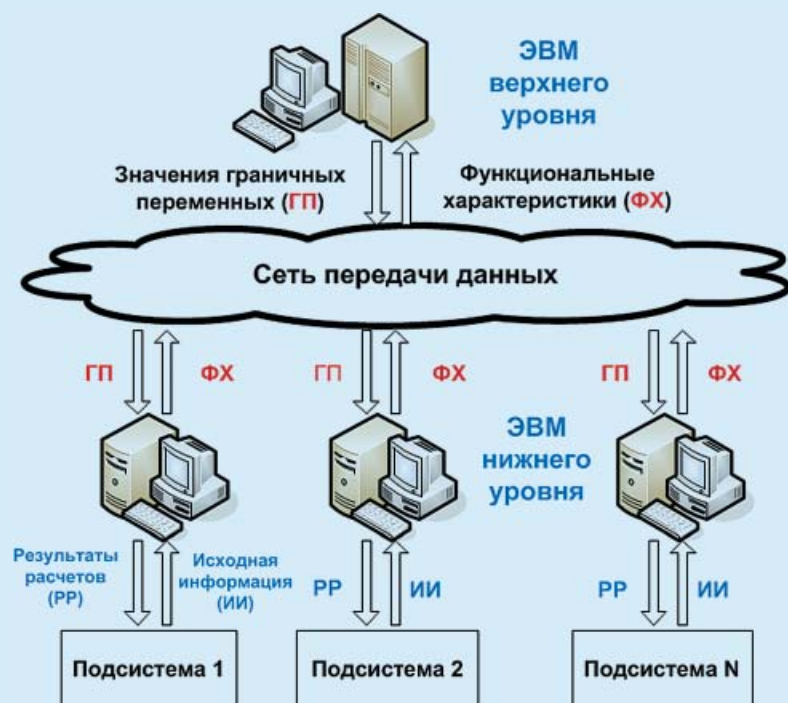 ЭВМ
верхнего
уровня
Значения граничных
переменных (ГП)
Функциональные
характеристики (ФХ)
Сеть передачи данных
ГП
ФХ
ГП
ФХ
ГП
ФХ
ЭВМ
нижнего
уровня
Результаты
расчетов
(РР)
Исходная
информация
(ИИ)
РР
ИИ
РР
ИИ
Подсистема 1
Подсистема 2
Подсистема N